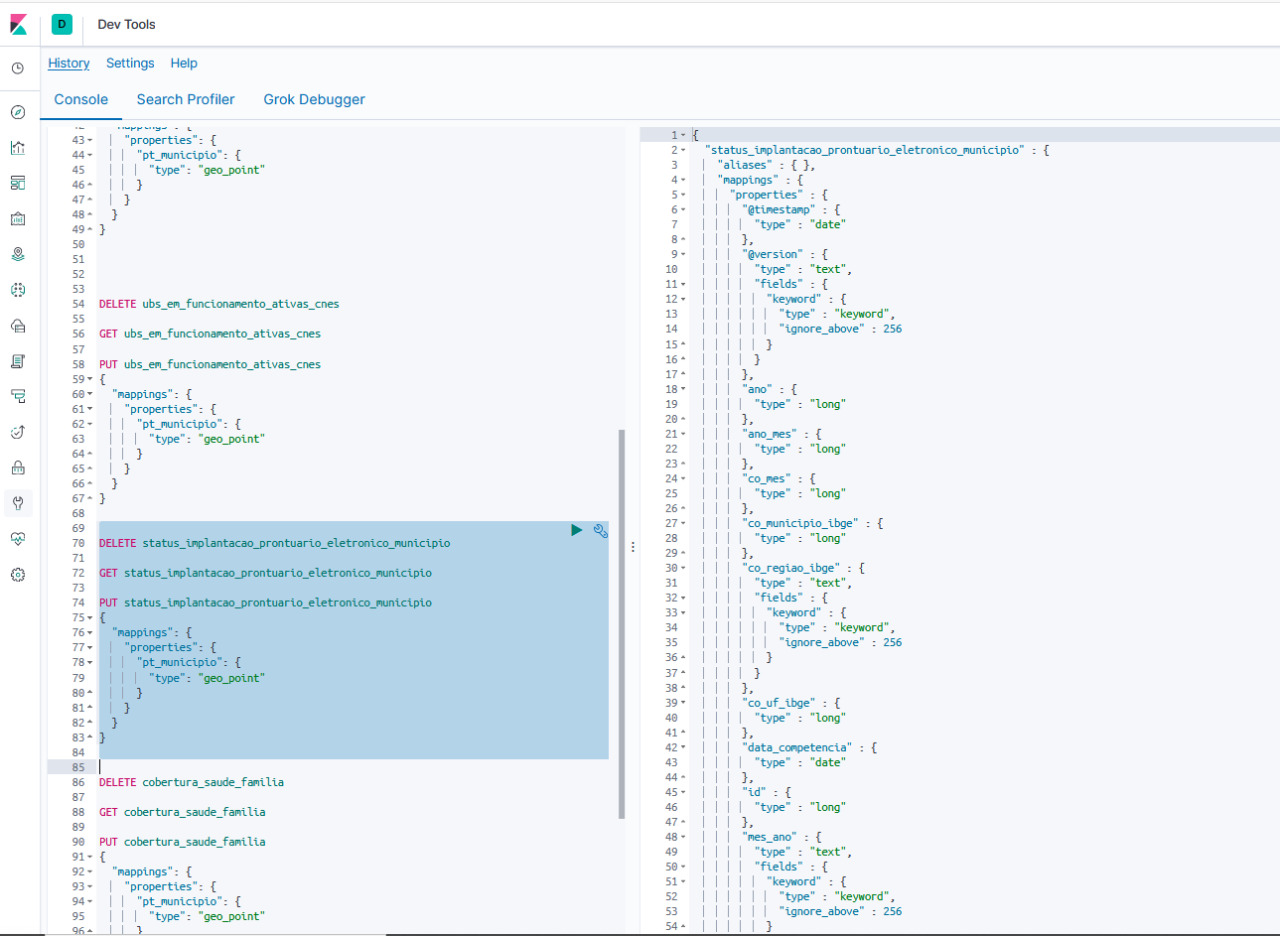 D Dev Tools
History Settings Help
Console Search Profiler Grok Debugger
42 "mappings": {
43 "properties": {
44 "pt_municipio": {
45 "type": "geo_point"
46 }
47 }
48 }
49 }
50
51
52
53
54 DELETE ubs_em_funcionamento_ativas_cnes
55
56 GET ubs_em_funcionamento_ativas_cnes
57
58 PUT ubs_em_funcionamento_ativas_cnes
59 {
60 "mappings": {
61 "properties": {
62 "pt_municipio": {
63 "type": "geo_point"
64 }
65 }
66 }
67 }
68
69
70 DELETE status_implantacao_prontuario_eletronico_municipio
71
72 GET status_implantacao_prontuario_eletronico_municipio
73
74 PUT status_implantacao_prontuario_eletronico_municipio
75 {
76 "mappings": {
77 "properties": {
78 "pt_municipio": {
79 "type": "geo_point"
80 }
81 }
82 }
83 }
84
85
86 DELETE cobertura_saude_familia
87
88 GET cobertura_saude_familia
89
90 PUT cobertura_saude_familia
91 {
92 "mappings": {
93 "properties": {
94 "pt_municipio": {
95 "type": "geo_point"
96 }
1 {
2 "status_implantacao_prontuario_eletronico_municipio" : {
3 "aliases" : { },
4 "mappings" : {
5 "properties" : {
6 "@timestamp" : {
7 "type" : "date"
8 },
9 "@version" : {
10 "type" : "text",
11 "fields" : {
12 "keyword" : {
13 "type" : "keyword",
14 "ignore_above" : 256
15 }
16 }
17 },
18 "ano" : {
19 "type" : "long"
20 },
21 "ano_mes" : {
22 "type" : "long"
23 },
24 "co_mes" : {
25 "type" : "long"
26 },
27 "co_municipio_ibge" : {
28 "type" : "long"
29 },
30 "co_regiao_ibge" : {
31 "type" : "text",
32 "fields" : {
33 "keyword" : {
34 "type" : "keyword",
35 "ignore_above" : 256
36 }
37 }
38 },
39 "co_uf_ibge" : {
40 "type" : "long"
41 },
42 "data_competencia" : {
43 "type" : "date"
44 },
45 "id" : {
46 "type" : "long"
47 },
48 "mes_ano" : {
49 "type" : "text",
50 "fields" : {
51 "keyword" : {
52 "type" : "keyword",
53 "ignore_above" : 256
54 }